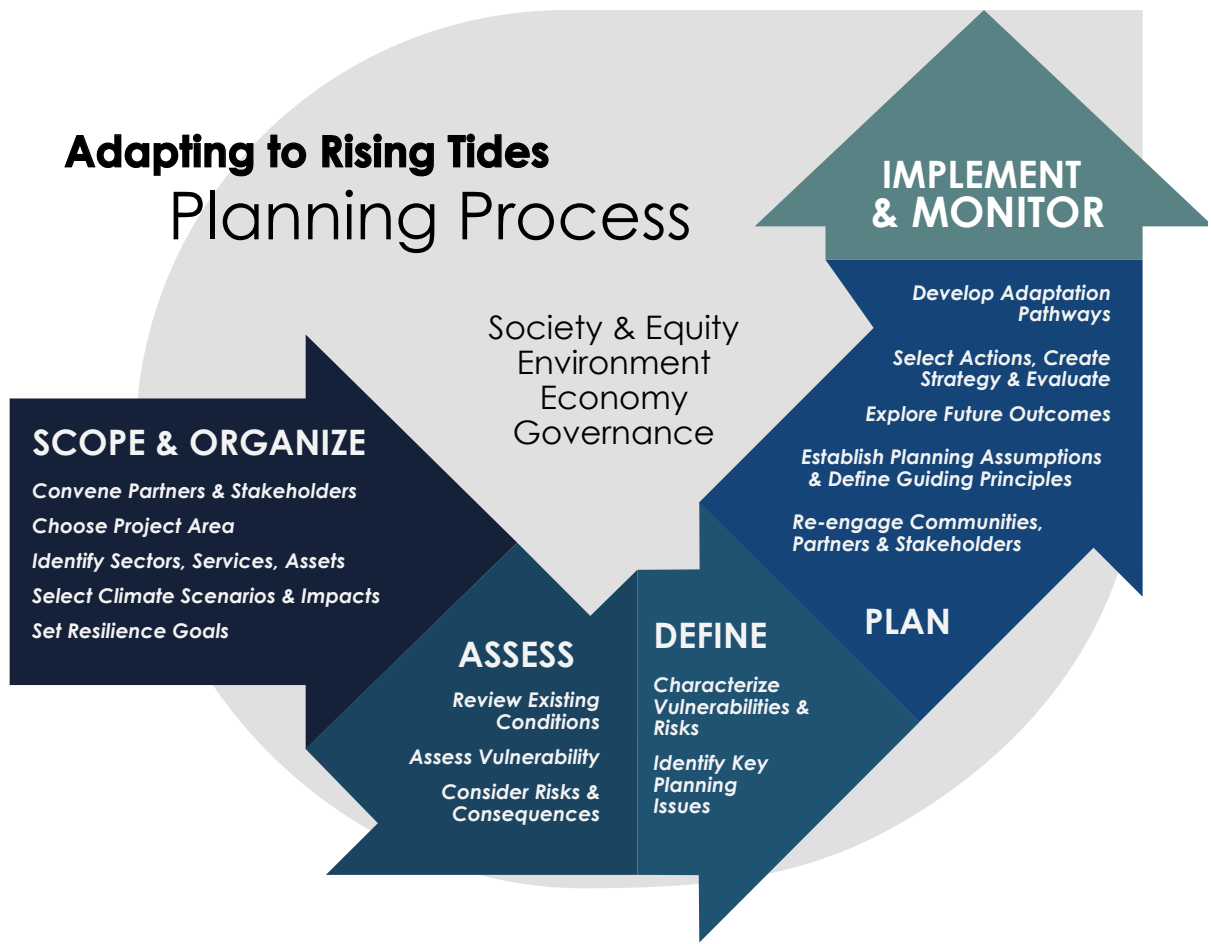 Adapting to Rising Tides
Planning Process
Society & Equity
Environment
Economy
Governance
SCOPE & ORGANIZE
Convene Partners & Stakeholders
Choose Project Area
Identify Sectors, Services, Assets
Select Climate Scenarios & Impacts
Set Resilience Goals
ASSESS
Review Existing
Conditions
Assess Vulnerability
Consider Risks &
Consequences
DEFINE
Characterize
Vulnerabilities &
Risks
Identify Key
Planning
Issues
PLAN
Re-engage Communities,
Partners & Stakeholders
Establish Planning Assumptions
& Define Guiding Principles
Explore Future Outcomes
Select Actions, Create
Strategy & Evaluate
Develop Adaptation
Pathways
IMPLEMENT
& MONITOR